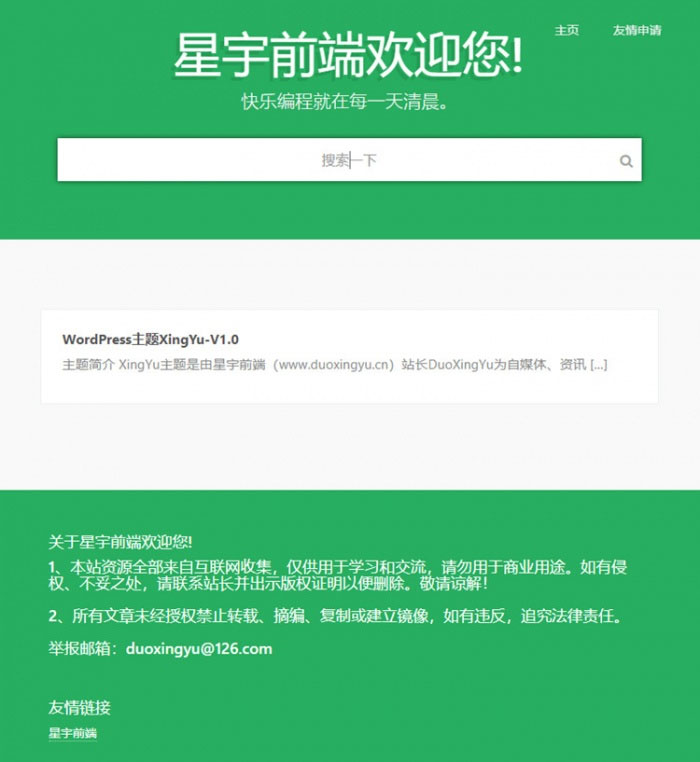 主页 友情申请
星宇前端欢迎您!
快乐编程就在每一天清晨。
搜索一下
WordPress主题XingYu-V1.0
主题简介 XingYu主题是由星宇前端（www.duoxingyu.cn）站长DuoXingYu为自媒体、资讯 [...]
关于星宇前端欢迎您!
1、本站资源全部来自互联网收集，仅供用于学习和交流，请勿用于商业用途。如有侵
权、不妥之处，请联系站长并出示版权证明以便删除。敬请谅解！
2、所有文章未经授权禁止转载、摘编、复制或建立镜像，如有违反，追究法律责任。
举报邮箱：duoxingyu@126.com
友情链接
星宇前端